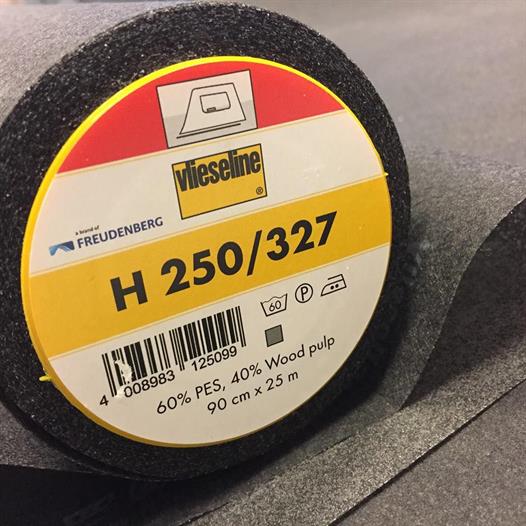 vlieseline
®
a brand of
FREUDENBERG
H 250/327
60 P
4 008983 125099
60% PES, 40% Wood pulp
90 cm x 25 m